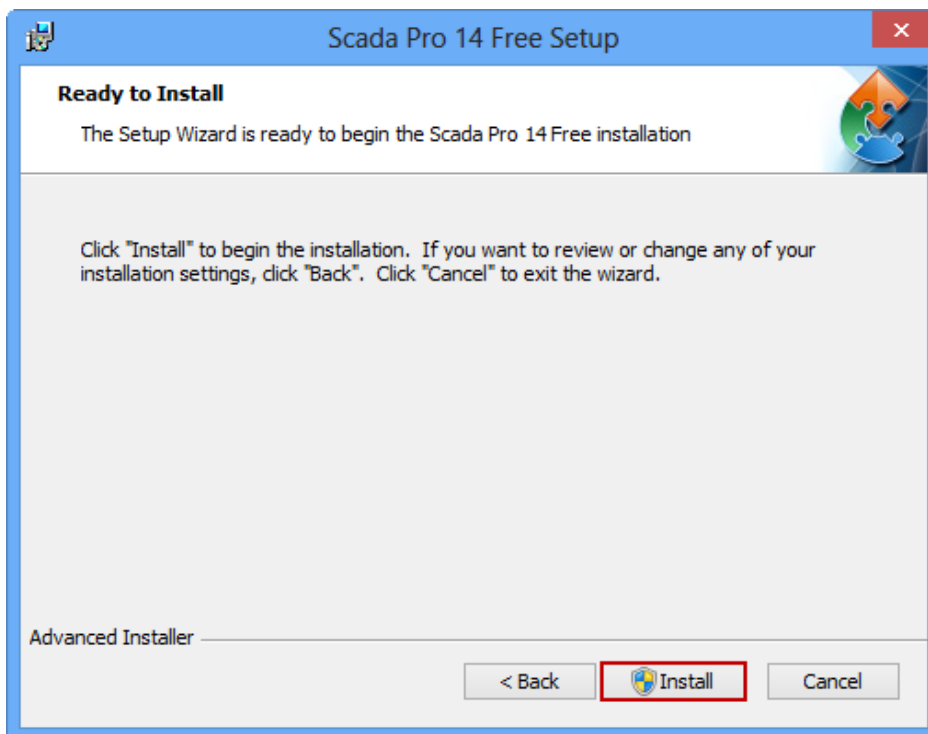 Scada Pro 14 Free Setup
Ready to Install
The Setup Wizard is ready to begin the Scada Pro 14 Free installation
Click "Install" to begin the installation.  If you want to review or change any of your
installation settings, click "Back".  Click "Cancel" to exit the wizard.
Advanced Installer
< Back
Install
Cancel